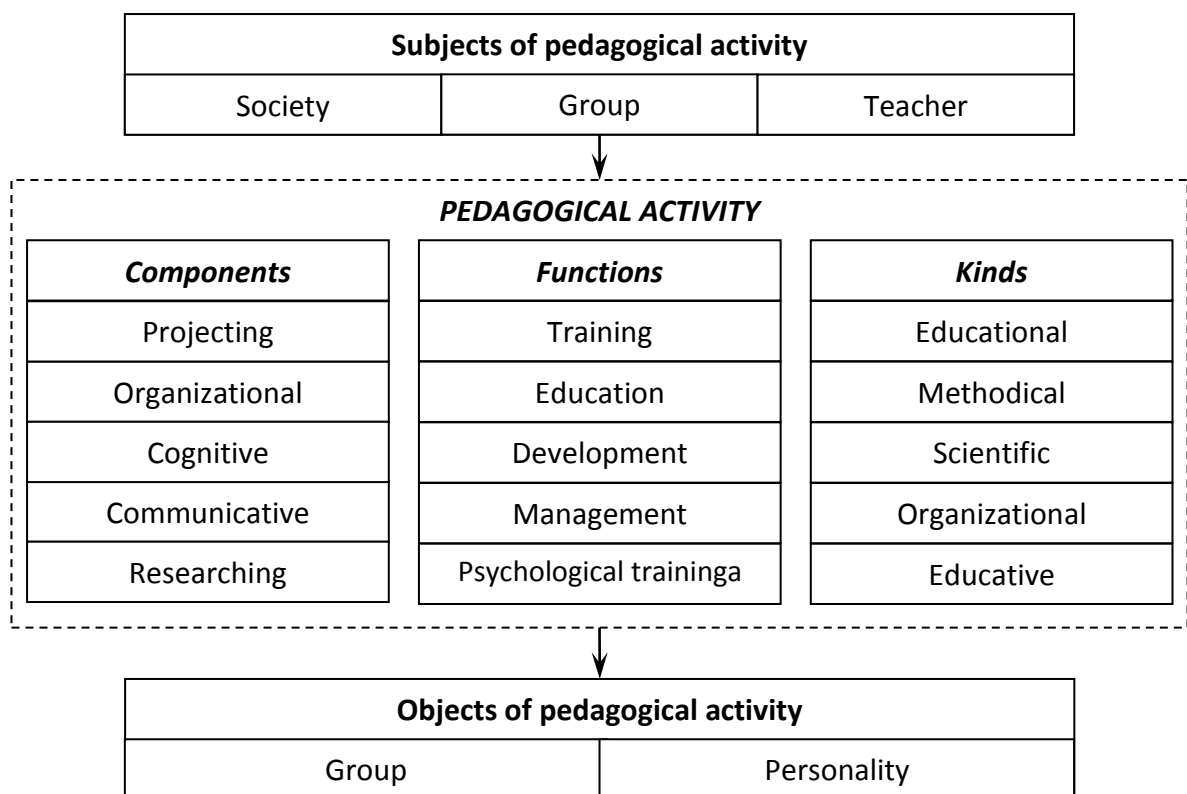 Subjects of pedagogical activity
Society
Group
Teacher
PEDAGOGICAL ACTIVITY
Components
Projecting
Organizational
Cognitive
Communicative
Researching
Functions
Training
Education
Development
Management
Psychological traininga
Kinds
Educational
Methodical
Scientific
Organizational
Educative
Objects of pedagogical activity
Group
Personality